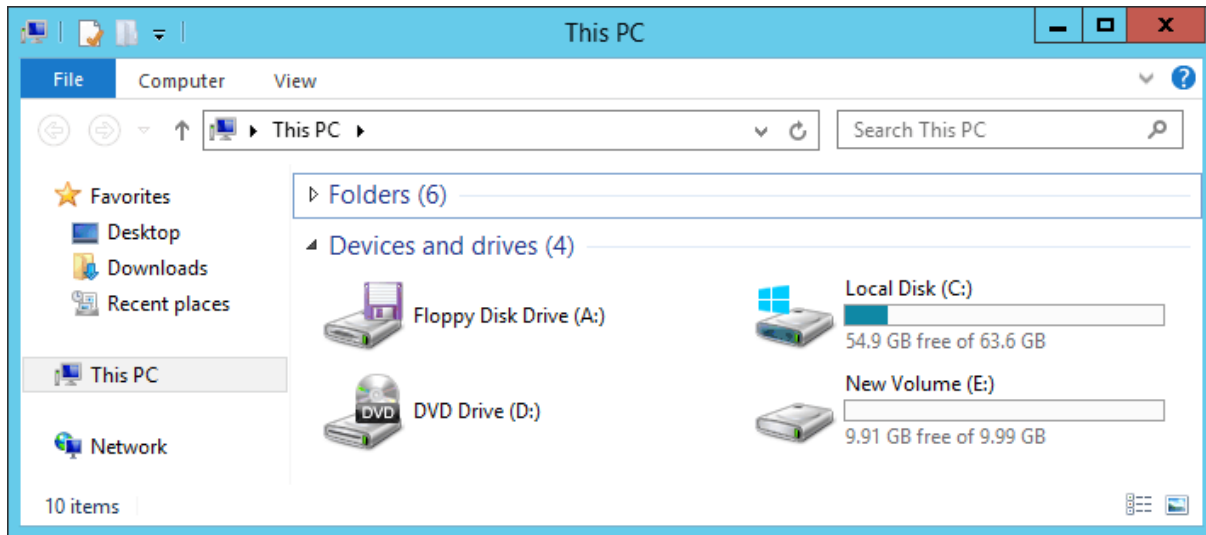 This PC
File Computer View
This PC
Search This PC
Favorites
Desktop
Downloads
Recent places
This PC
Network
Folders (6)
Devices and drives (4)
Floppy Disk Drive (A:)
Local Disk (C:)
54.9 GB free of 63.6 GB
DVD
DVD Drive (D:)
New Volume (E:)
9.91 GB free of 9.99 GB
10 items